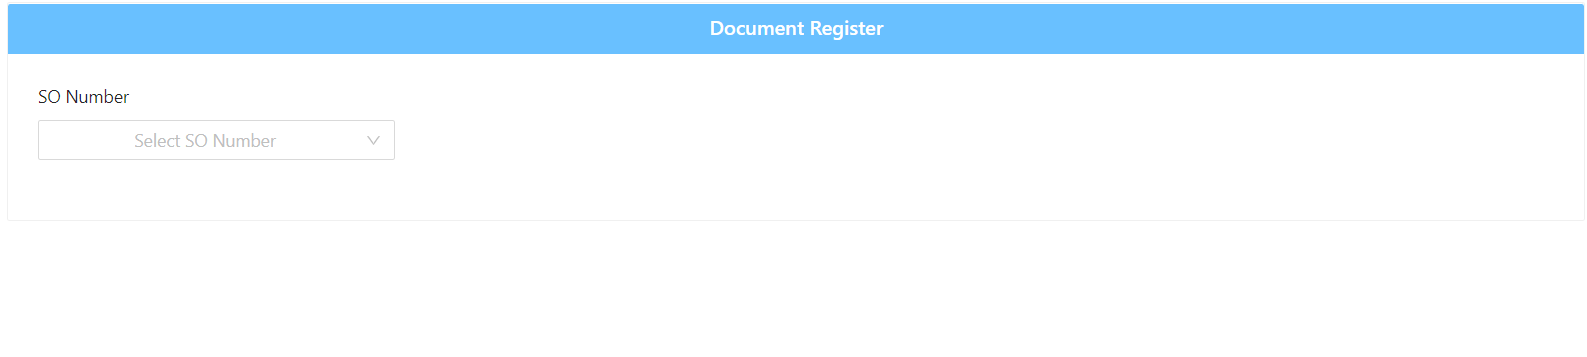 Document Register
SO Number
Select SO Number